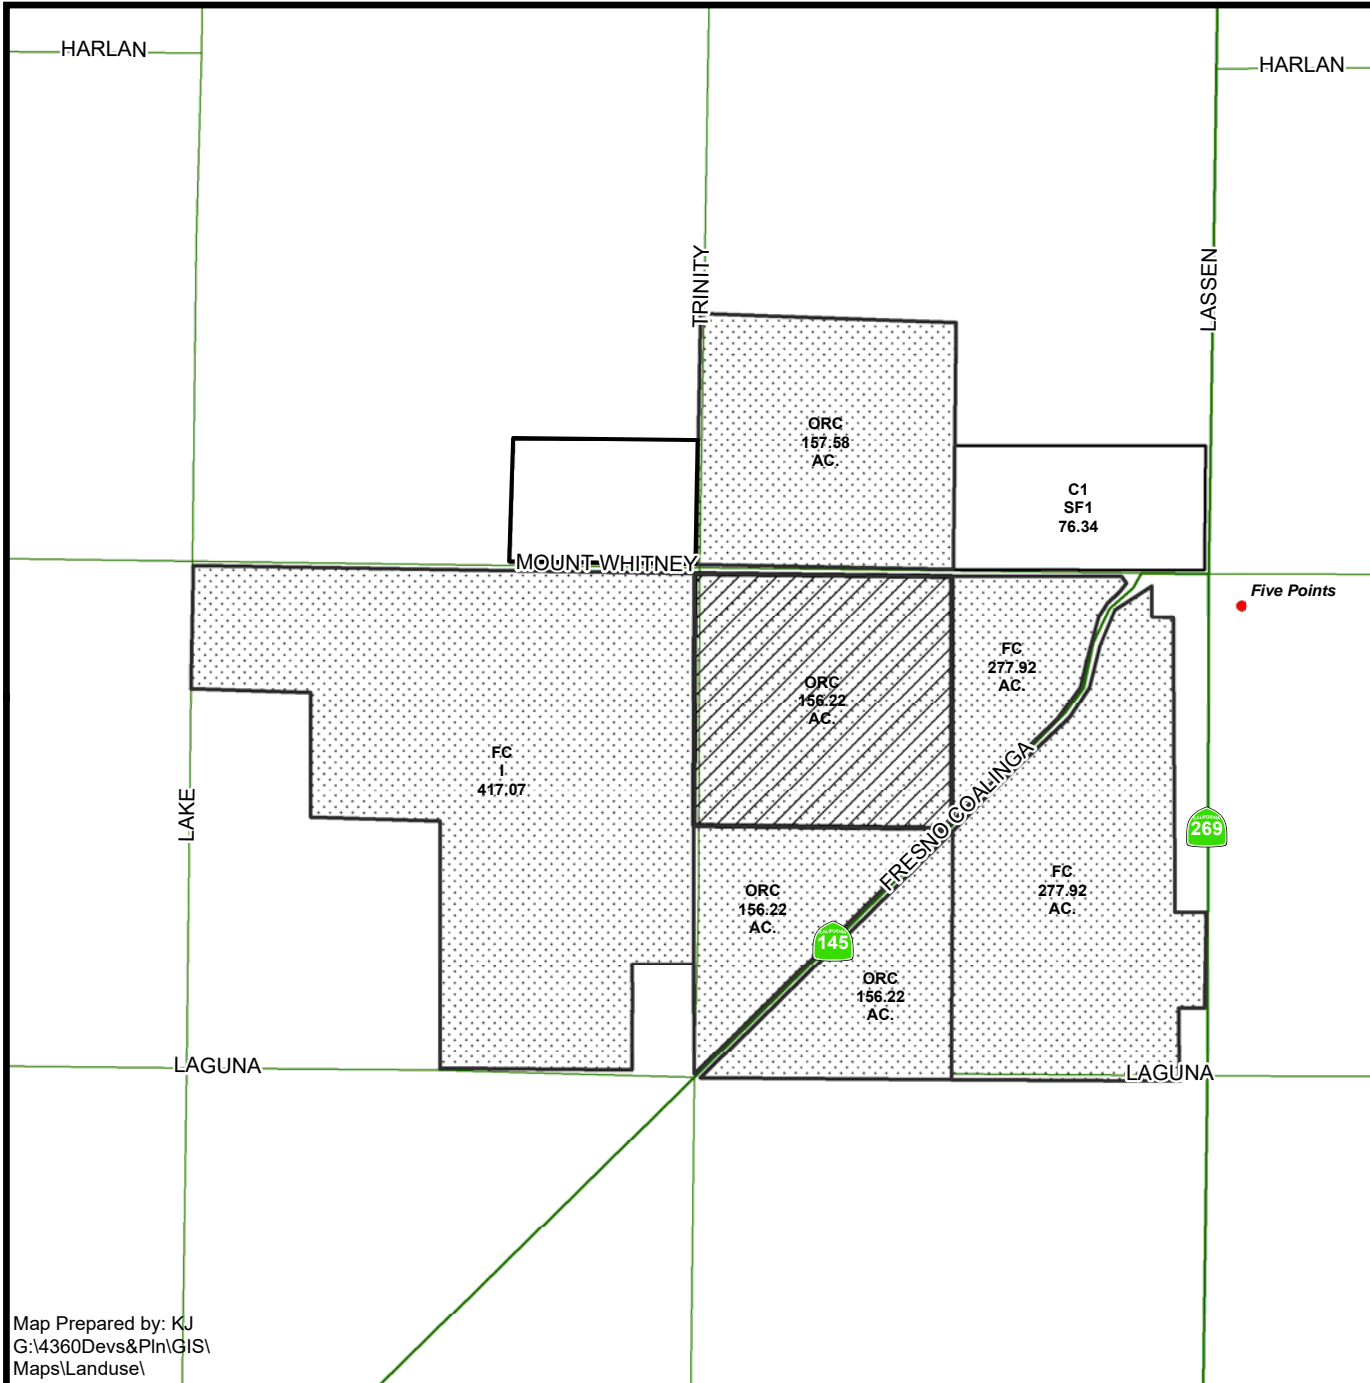 HARLAN
HARLAN
TRINITY
LASSEN
ORC
157.58
AC.
C1
SF1
76.34
MOUNT WHITNEY
Five Points
FC
277.92
AC.
ORC
156.22
AC.
FC
I
417.07
LAKE
FRESNO COALINGA
CALIFORNIA
269
FC
277.92
AC.
ORC
156.22
AC.
CALIFORNIA
145
ORC
156.22
AC.
LAGUNA
LAGUNA
Map Prepared by: KJ
G:\4360Devs&Pln\GIS\
Maps\Landuse\